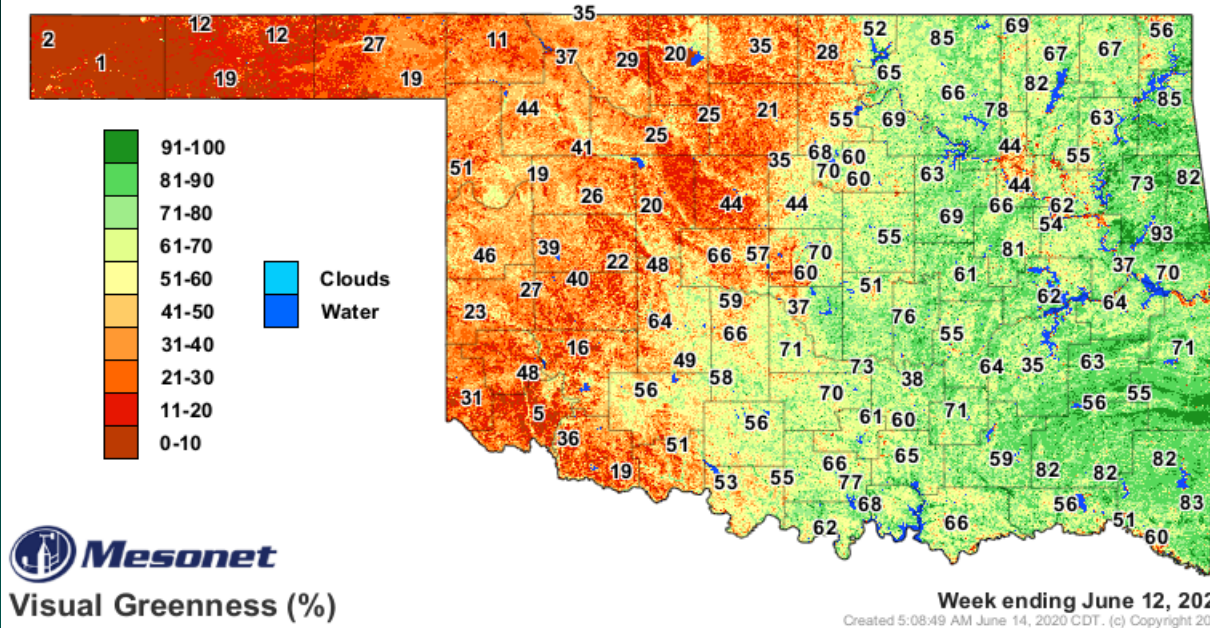 35
12 52 69 56
2 12 27 11 37 29 20 35 28 85 67 67
1 65
19 19 66 82 85
44 25 21 55 69 78 63
25
41 44
91-100 51 19 35 68 60 63 55
81-90 70 60 44 73 82
71-80 26 20 44 44 69 66 62
54
61-70 46 39 55 81 93
51-60 22 48 66 57 70 61 37 70
41-50 27 40 60 51
31-40 23 59 37 62 64
21-30 64 66 76 55
11-20 16 71
0-10 48 49 58 73 38 64 35 63 71
Clouds
Water
31 56 70 56 55
5 56 61 60 71
36 51
19 53 55 66 65 59 82 82 82
77
68 56 83
62 66 51
60
Mesonet
Visual Greenness (%)
Week ending June 12, 202
Created 5:08:49 AM June 14, 2020 CDT. (c) Copyright 20